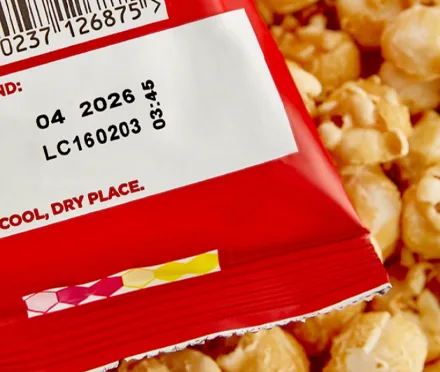 0237 126875">
ND:
04 2026 03:45
LC160203
COOL, DRY PLACE.